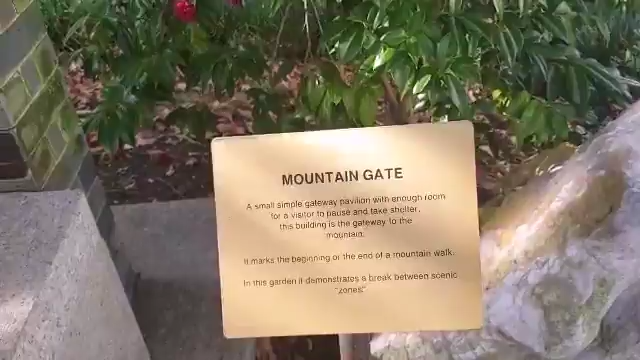 MOUNTAIN GATE
A small simple gateway pavilion with enough room
for a visitor to pause and take shelter,
this building is the gateway to the
mountain.
It marks the beginning or the end of a mountain walk.
In this garden it demonstrates a break between scenic
"zones".